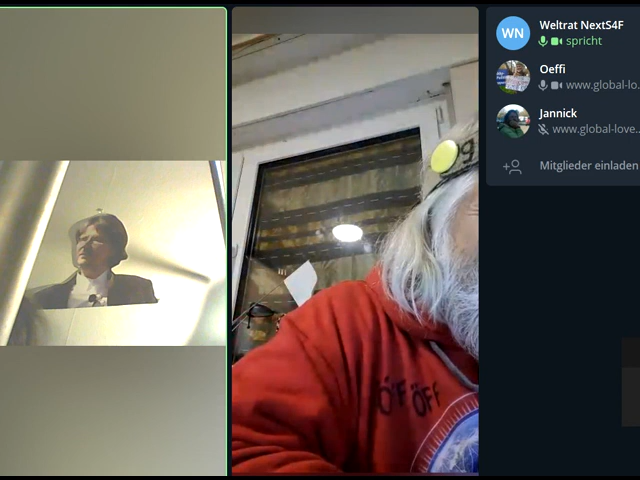 WN
Weltrat NextS4F
spricht
Oeffi
www.global-lo...
Jannick
www.global-love...
Mitglieder einladen
ÖFF ÖFF